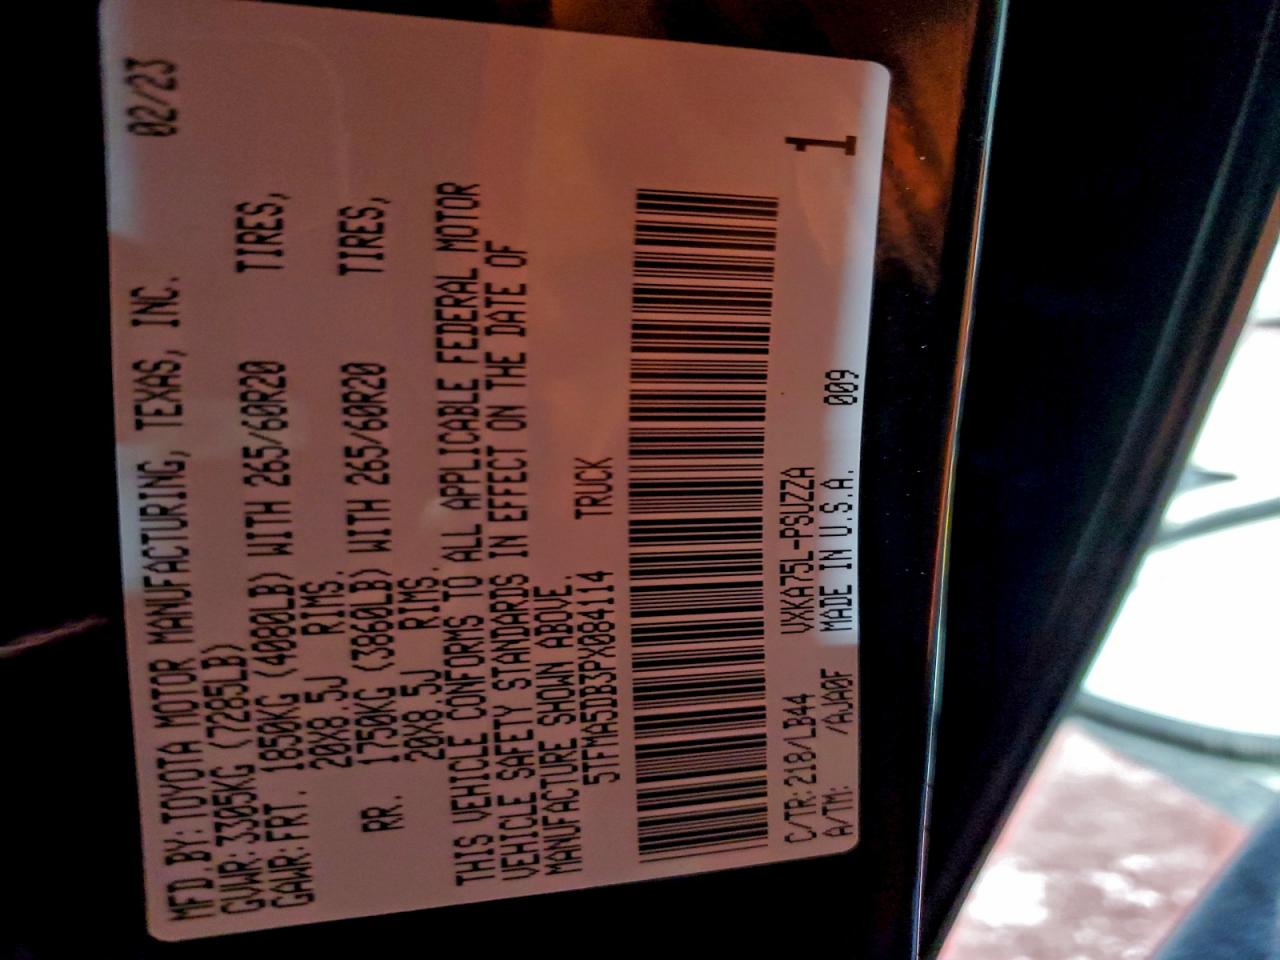 MFD.BY:TOYOTA MOTOR MANUFACTURING, TEXAS, INC. 02/23
GVWR:3305KG (7285LB)
GAWR:FRT. 1850KG (4080LB) WITH 265/60R20 TIRES,
20X8.5J RIMS.
RR. 1750KG (3860LB) WITH 265/60R20 TIRES,
20X8.5J RIMS.
THIS VEHICLE CONFORMS TO ALL APPLICABLE FEDERAL MOTOR
VEHICLE SAFETY STANDARDS IN EFFECT ON THE DATE OF
MANUFACTURE SHOWN ABOVE.
5TFMA5DB3PX084114 TRUCK
1
C/TR:218/LB44 VXKA75L-PSUZZA
A/TM: /AJA0F MADE IN U.S.A. 009